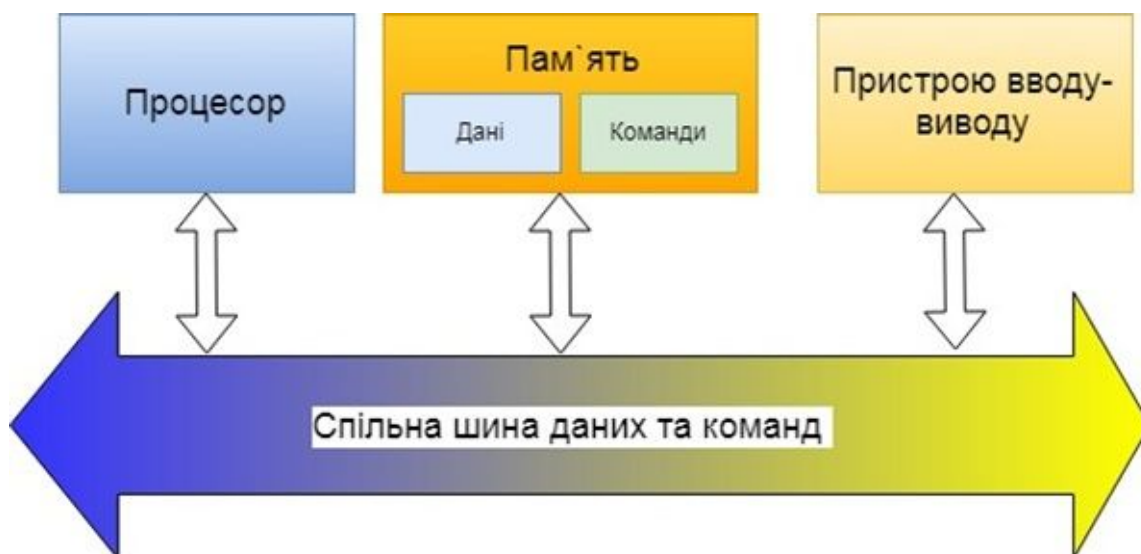 Процесор
Пам`ять
Дані
Команди
Пристрою вводу-
виводу
Спільна шина даних та команд